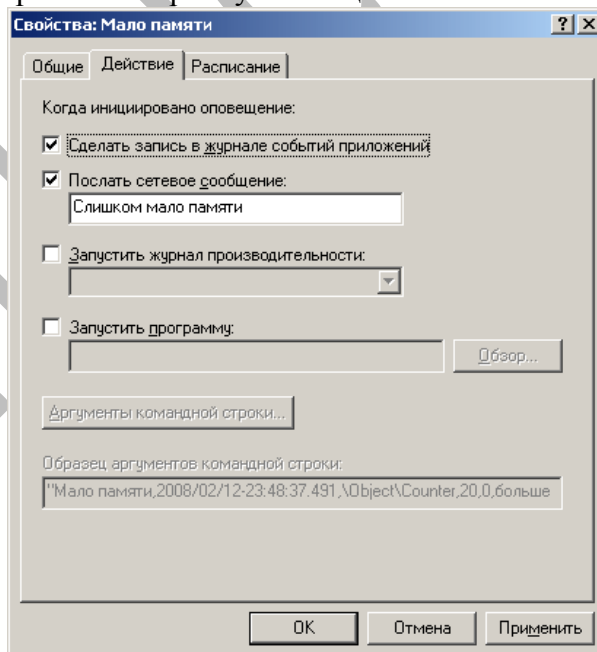 Свойства: Мало памяти
Общие Действие Расписание
Когда инициировано оповещение:
Сделать запись в журнале событий приложений
Послать сетевое сообщение:
Слишком мало памяти
Запустить журнал производительности:
Запустить программу:
Обзор...
Аргументы командной строки...
Образец аргументов командной строки:
"Мало памяти,2008/02/12-23:48:37.491,\Object\Counter,20,0,больше
OK Отмена Применить